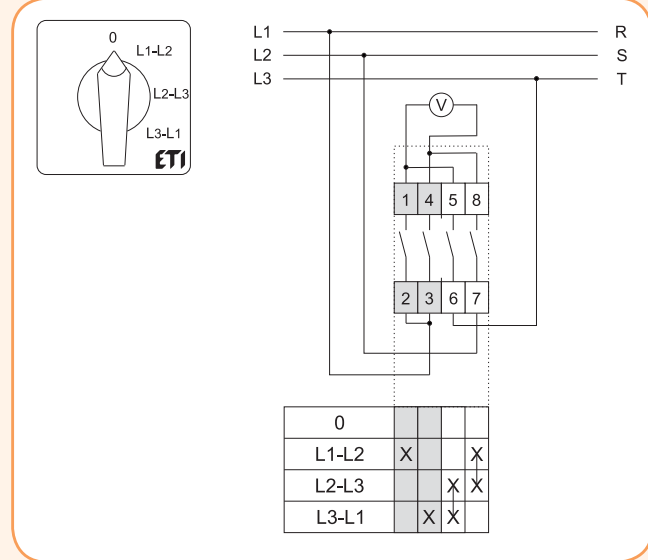 0
L1-L2
L2-L3
L3-L1
ETI
L1 R
L2 S
L3 T
V
1 4 5 8
2 3 6 7
0
L1-L2 X X
L2-L3 X X
L3-L1 X X